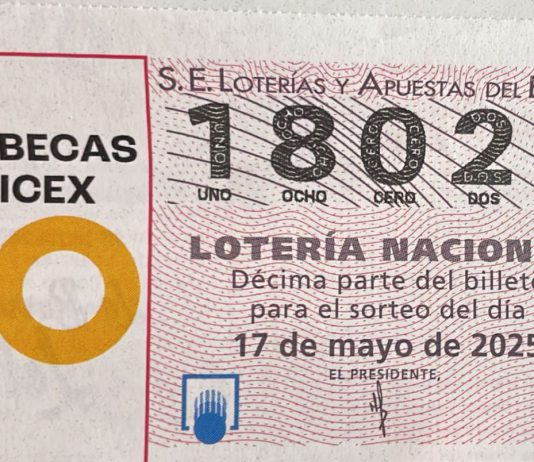 BECAS
ICEX
S.E. LOTERÍAS Y APUESTAS DEL
1802
UNO OCHO CERO DOS
LOTERÍA NACION
Décima parte del billete
para el sorteo del día
17 de mayo de 2025
EL PRESIDENTE,